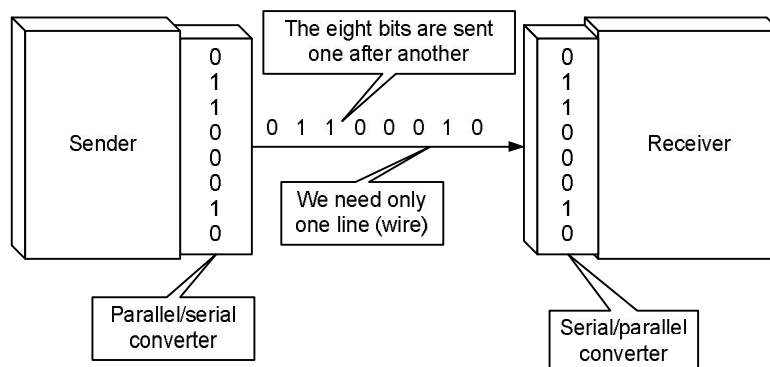 The eight bits are sent
one after another
Sender
0
1
1
0
0
0
1
0
0 1 1 0 0 0 1 0
We need only
one line (wire)
0
1
1
0
0
0
1
0
Receiver
Parallel/serial
converter
Serial/parallel
converter